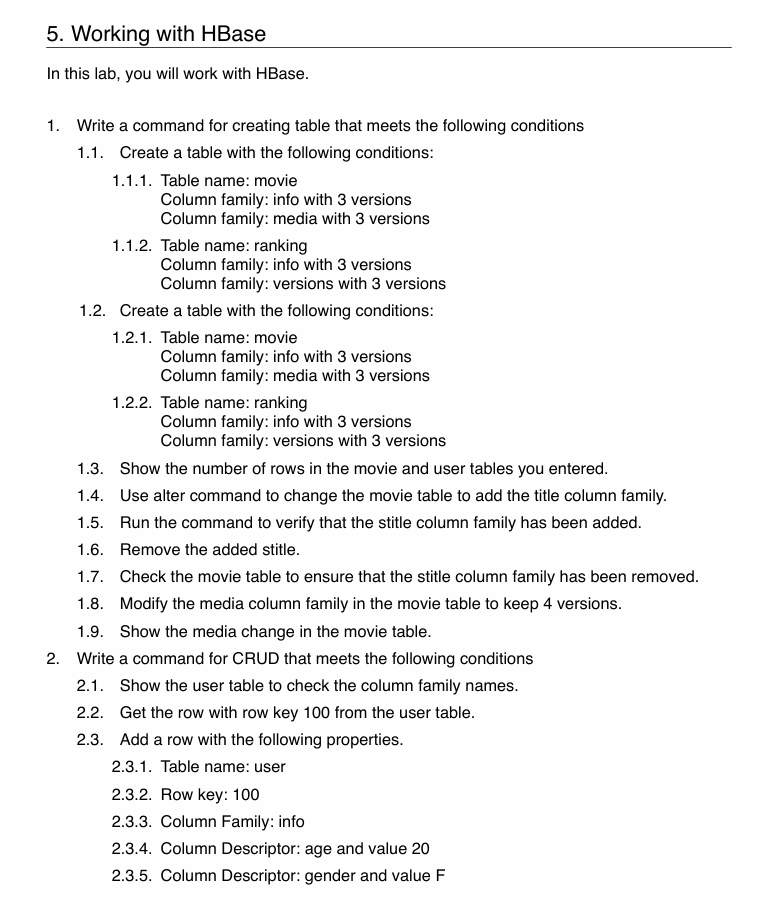 5. Working with HBase
In this lab, you will work with HBase.
1. Write a command for creating table that meets the following conditions
1.1. Create a table with the following conditions:
1.1.1. Table name: movie
Column family: info with 3 versions
Column family: media with 3 versions
1.1.2. Table name: ranking
Column family: info with 3 versions
Column family: versions with 3 versions
1.2. Create a table with the following conditions:
1.2.1. Table name: movie
Column family: info with 3 versions
Column family: media with 3 versions
1.2.2. Table name: ranking
Column family: info with 3 versions
Column family: versions with 3 versions
1.3. Show the number of rows in the movie and user tables you entered.
1.4. Use alter command to change the movie table to add the title column family.
1.5. Run the command to verify that the stitle column family has been added.
1.6. Remove the added stitle.
1.7. Check the movie table to ensure that the stitle column family has been removed.
1.8. Modify the media column family in the movie table to keep 4 versions.
1.9. Show the media change in the movie table.
2. Write a command for CRUD that meets the following conditions
2.1. Show the user table to check the column family names.
2.2. Get the row with row key 100 from the user table.
2.3. Add a row with the following properties.
2.3.1. Table name: user
2.3.2. Row key: 100
2.3.3. Column Family: info
2.3.4. Column Descriptor: age and value 20
2.3.5. Column Descriptor: gender and value F